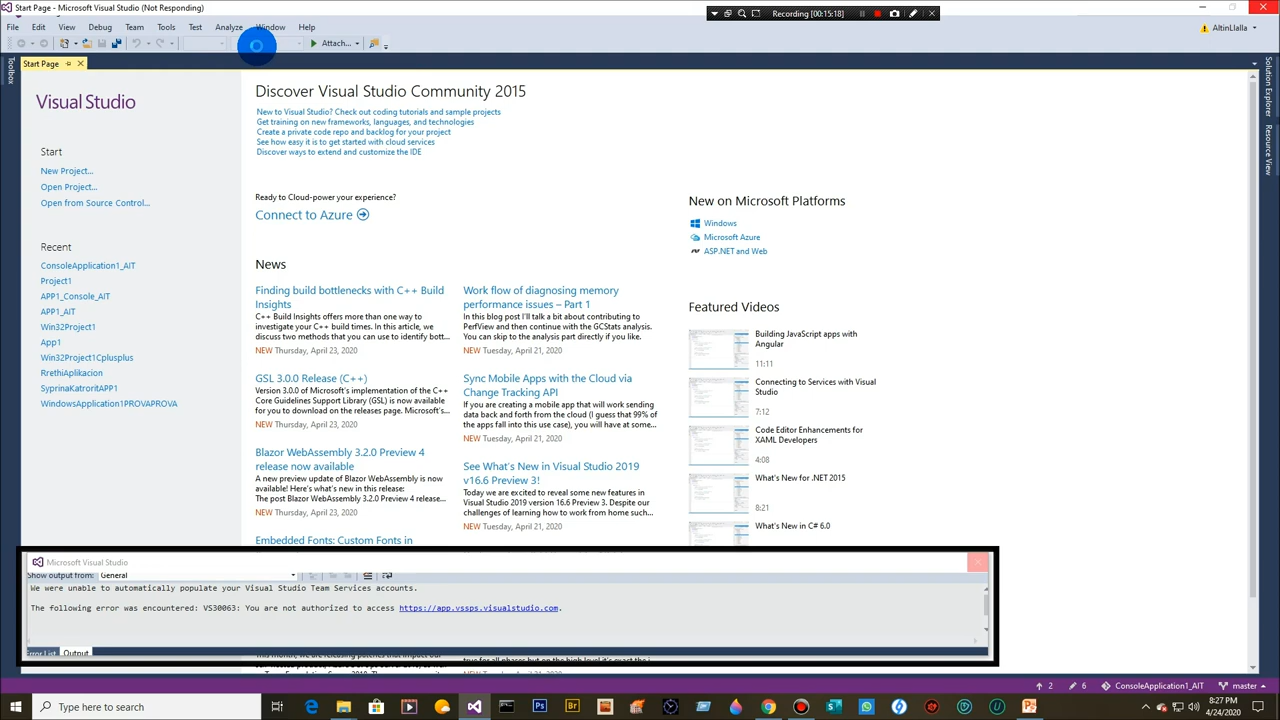 Start Page - Microsoft Visual Studio (Not Responding)
Recording [00:15:18]
File Edit View Debug Team Tools Test Analyze Window Help
AltinLlalla
Attach...
Toolbox
Start Page
Solution Explorer
Resource View
Visual Studio
Start
New Project...
Open Project...
Open from Source Control...
Recent
ConsoleApplication1_AIT
Project1
APP1_Console_AIT
APP1_AIT
Win32Project1
App1
Win32Project1Cplusplus
RrethiAplikacion
SyprinaKatroritAPP1
WindowsApplication1PROVAPROVA
Discover Visual Studio Community 2015
New to Visual Studio? Check out coding tutorials and sample projects
Get training on new frameworks, languages, and technologies
Create a private code repo and backlog for your project
See how easy it is to get started with cloud services
Discover ways to extend and customize the IDE
Ready to Cloud-power your experience?
Connect to Azure
News
Finding build bottlenecks with C++ Build
Insights
C++ Build Insights offers more than one way to
investigate your C++ build times. In this article, we
discuss two methods that you can use to identify bott...
NEW Thursday, April 23, 2020
GSL 3.0.0 Release (C++)
Version 3.0.0 of Microsoft's implementation of the C++
Core Guidelines Support Library (GSL) is now available
for you to download on the releases page. Microsoft's...
NEW Thursday, April 23, 2020
Blazor WebAssembly 3.2.0 Preview 4
release now available
A new preview update of Blazor WebAssembly is now
available! Here's what's new in this release:
The post Blazor WebAssembly 3.2.0 Preview 4 release...
NEW Thursday, April 23, 2020
Embedded Fonts: Custom Fonts in
Work flow of diagnosing memory
performance issues – Part 1
In this blog post I'll talk a bit about contributing to
PerfView and then continue with the GCStats analysis.
You can skip to the analysis part directly if you like.
NEW Tuesday, April 21, 2020
Sync Mobile Apps with the Cloud via
Change Tracking API
If you are creating a mobile app that will work sending
data back and forth from the cloud (I guess that 99% of
the apps fall into this use case), you will have at some...
NEW Tuesday, April 21, 2020
See What's New in Visual Studio 2019
v16.6 Preview 3!
Today we are excited to reveal some new features in
Visual Studio 2019 version 16.6 Preview 3. Despite our
challenges of learning how to work from home such...
NEW Tuesday, April 21, 2020
New on Microsoft Platforms
Windows
Microsoft Azure
ASP.NET and Web
Featured Videos
Building JavaScript apps with
Angular
11:11
Connecting to Services with Visual
Studio
7:12
Code Editor Enhancements for
XAML Developers
4:08
What's New for .NET 2015
8:21
What's New in C# 6.0
Microsoft Visual Studio
Show output from: General
We were unable to automatically populate your Visual Studio Team Services accounts.
The following error was encountered: VS30063: You are not authorized to access https://app.vssps.visualstudio.com.
Error List Output
2 6 ConsoleApplication1_AIT master
Type here to search
8:27 PM
4/24/2020